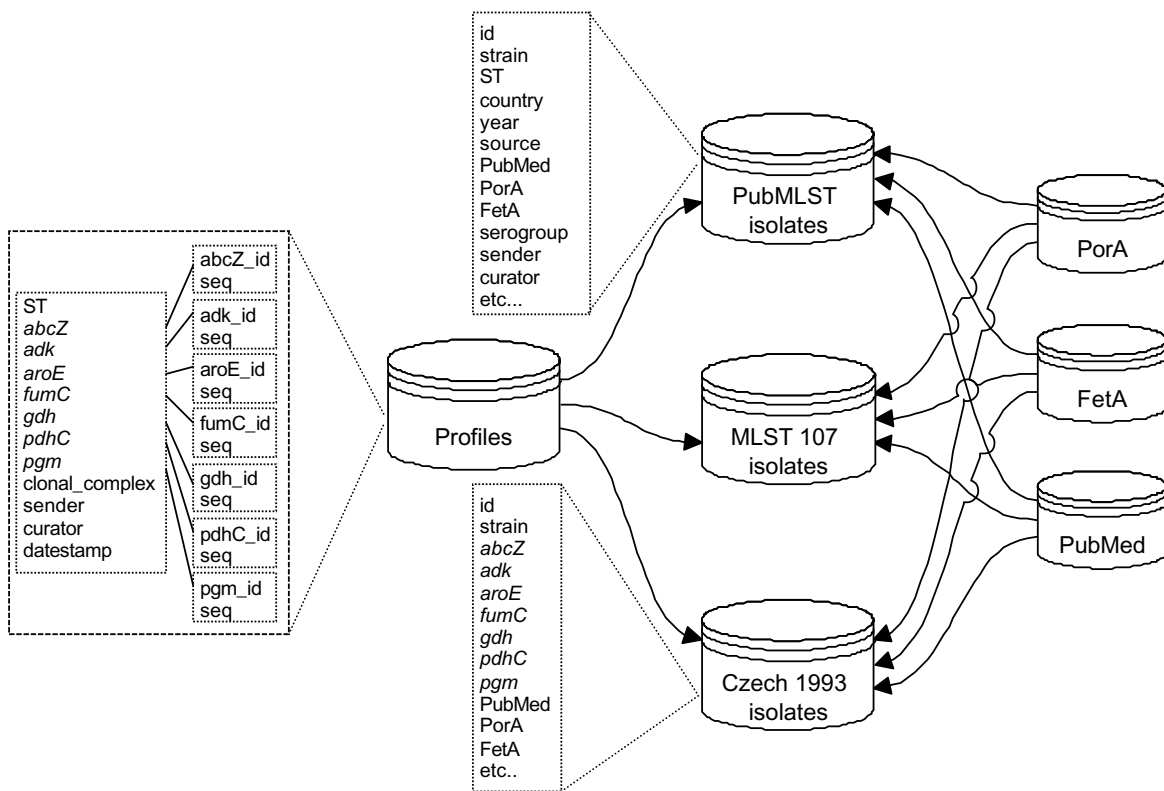 ST
abcZ
adk
aroE
fumC
gdh
pdhC
pgm
clonal_complex
sender
curator
datestamp
abcZ_id
seq
adk_id
seq
aroE_id
seq
fumC_id
seq
gdh_id
seq
pdhC_id
seq
pgm_id
seq
Profiles
id
strain
ST
country
year
source
PubMed
PorA
FetA
serogroup
sender
curator
etc...
id
strain
abcZ
adk
aroE
fumC
gdh
pdhC
pgm
PubMed
PorA
FetA
etc..
PubMLST
isolates
MLST 107
isolates
Czech 1993
isolates
PorA
FetA
PubMed